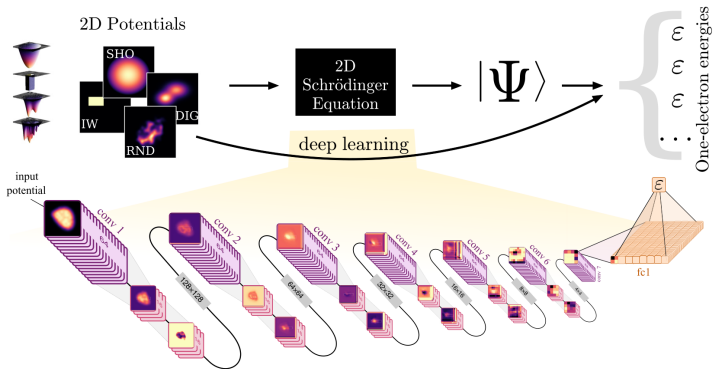 2D Potentials
SHO
IW
DIG
RND
2D
Schrödinger
Equation
|Ψ⟩
ε
ε
ε
...
One-electron energies
deep learning
input
potential
conv 1
conv 2
conv 3
conv 4
conv 5
conv 6
conv 7
128×128
64×64
32×32
16×16
8×8
4×4
ε
fc1